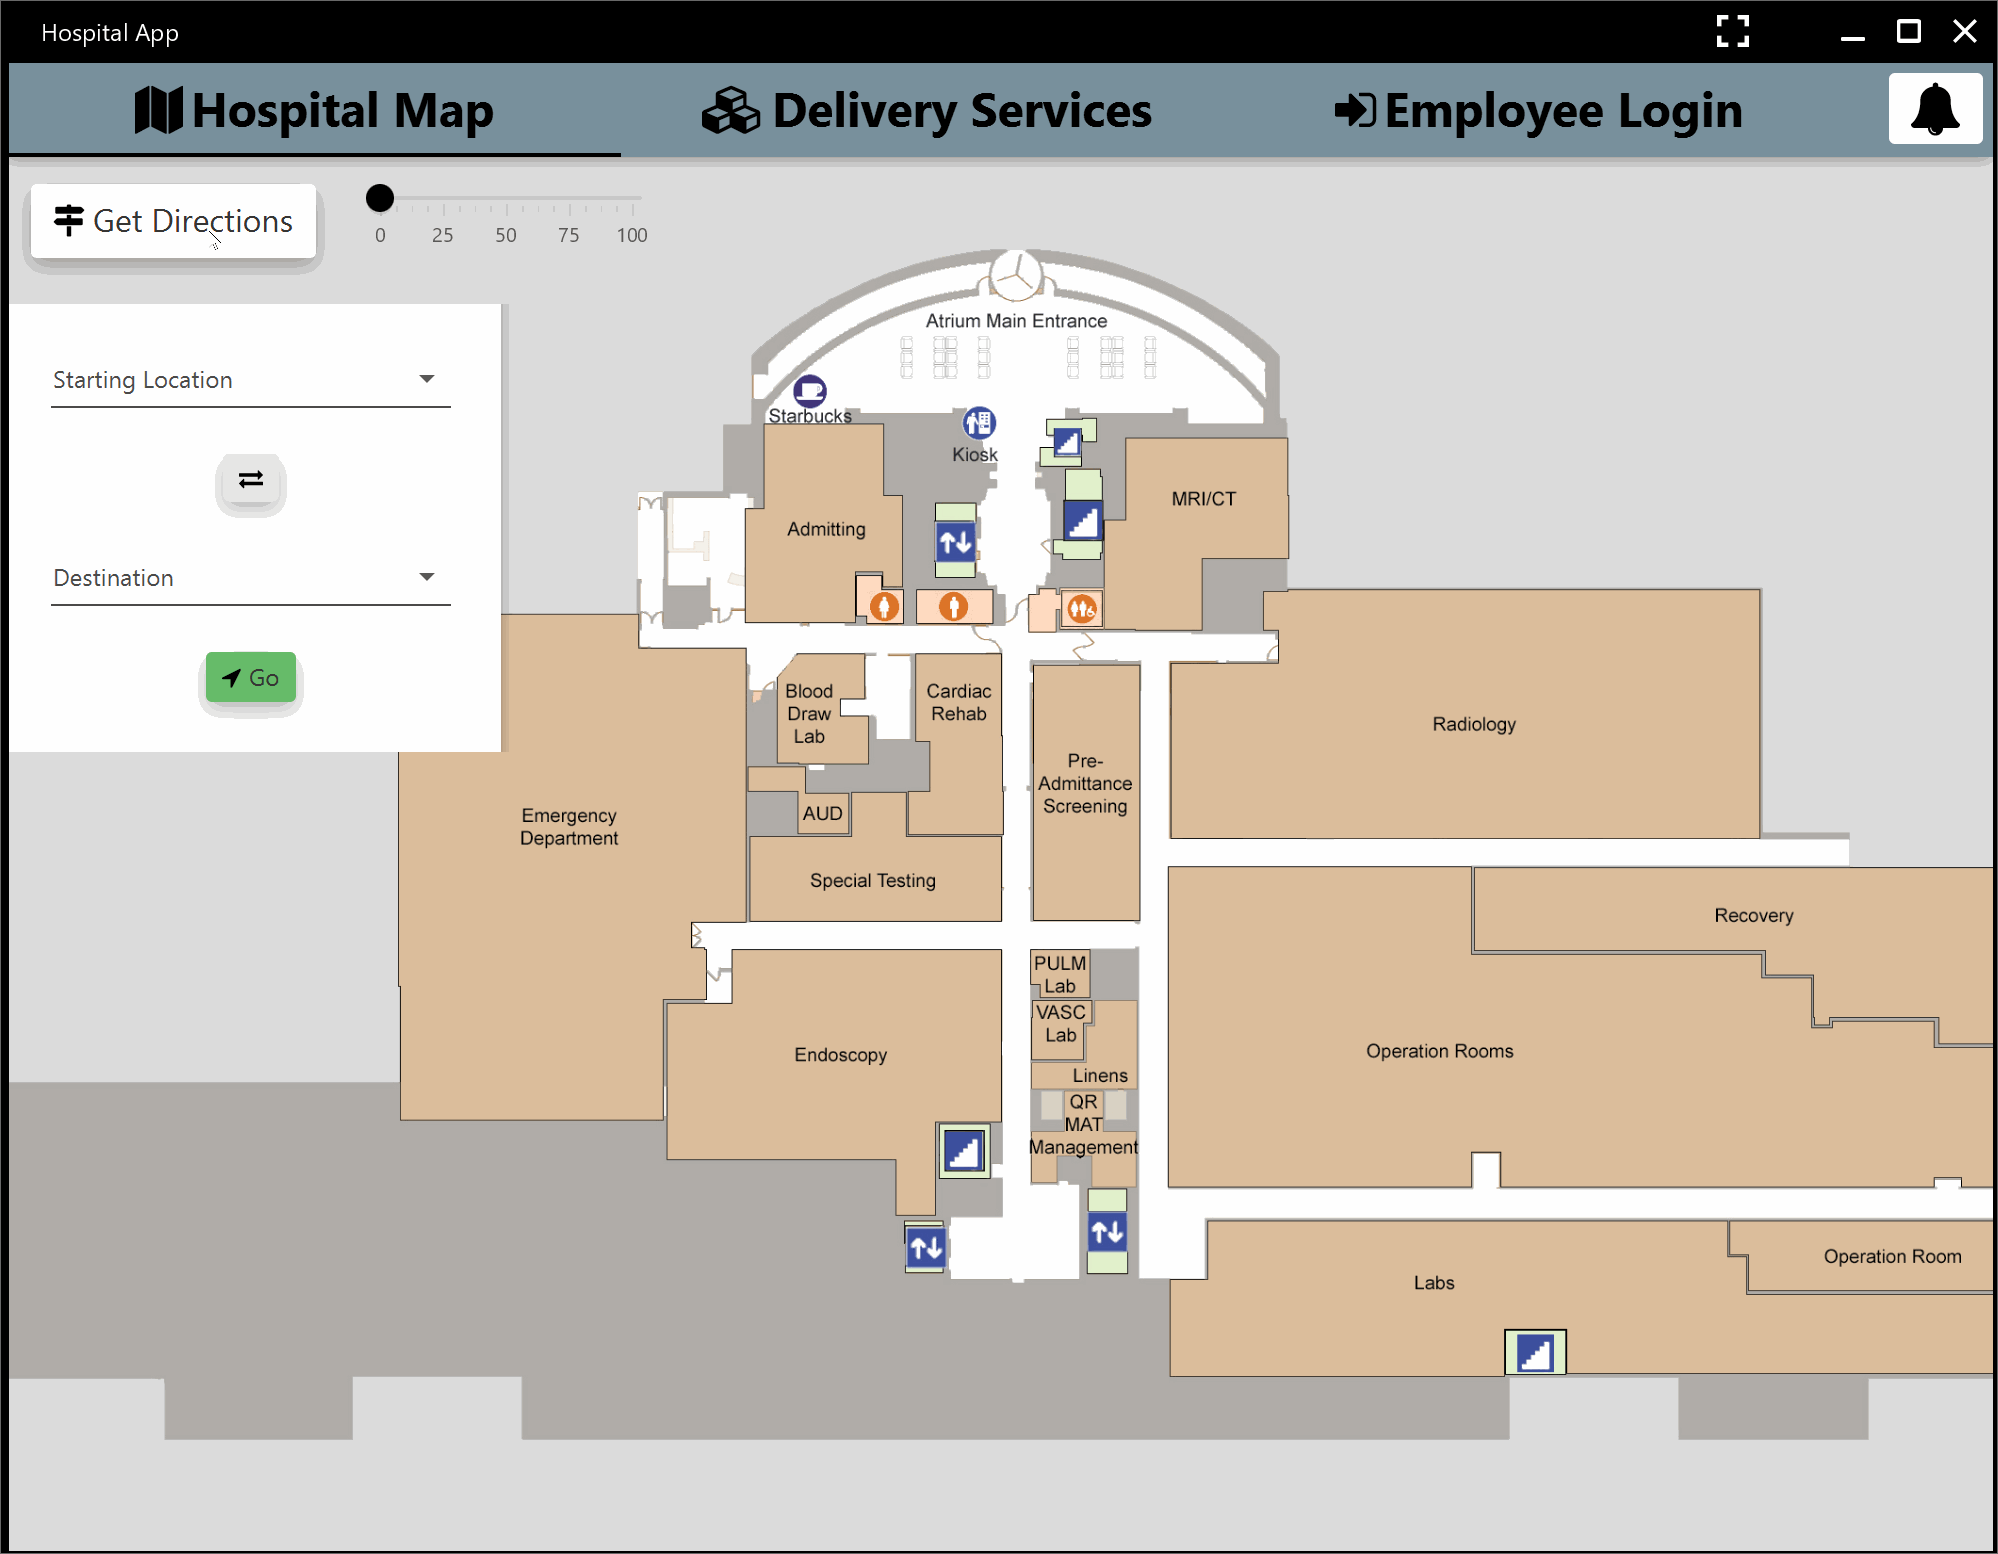 Hospital App
Hospital Map
Delivery Services
Employee Login
Get Directions
0 25 50 75 100
Starting Location
Destination
Go
Atrium Main Entrance
Starbucks
Kiosk
MRI/CT
Admitting
Blood
Draw
Lab
Cardiac
Rehab
Pre-
Admittance
Screening
Radiology
Emergency
Department
AUD
Special Testing
Recovery
PULM
Lab
VASC
Lab
Endoscopy
Operation Rooms
Linens
QR
MAT
Management
Operation Room
Labs